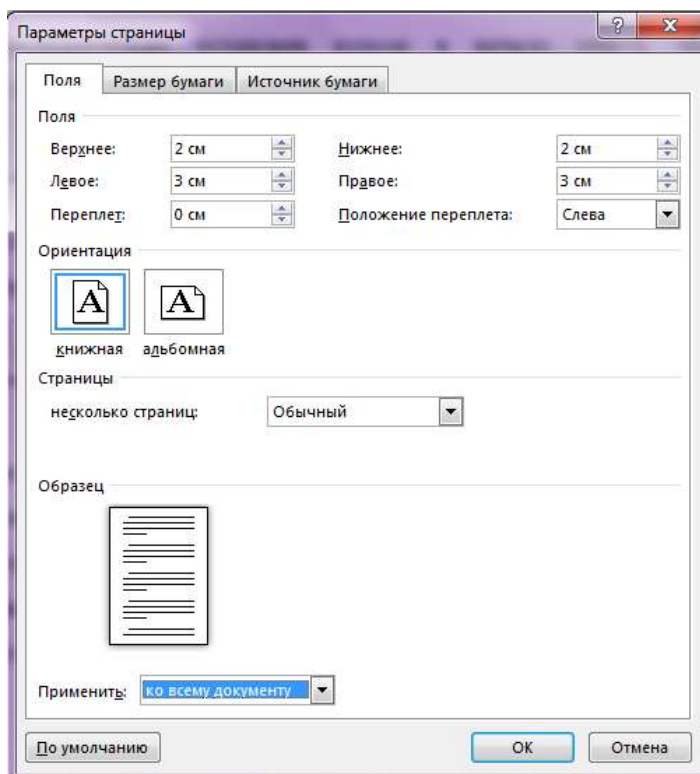 Параметры страницы
Поля Размер бумаги Источник бумаги
Поля
Верхнее: 2 см Нижнее: 2 см
Левое: 3 см Правое: 3 см
Переплет: 0 см Положение переплета: Слева
Ориентация
A A
книжная альбомная
Страницы
несколько страниц: Обычный
Образец
Применить: ко всему документу
По умолчанию ОК Отмена